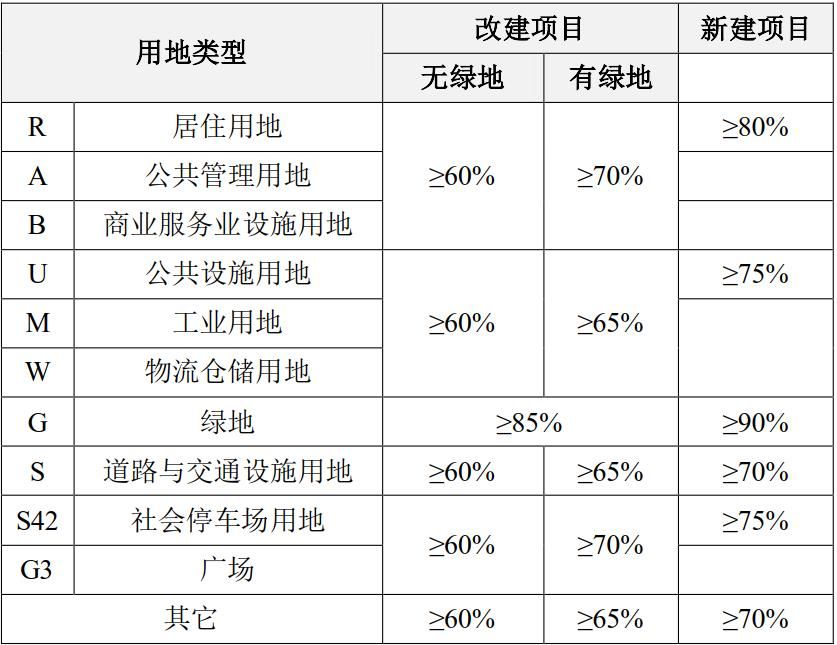 用地类型 改建项目 新建项目
无绿地 有绿地
R 居住用地 ≥60% ≥70% ≥80%
A 公共管理用地
B 商业服务业设施用地
U 公共设施用地 ≥60% ≥65% ≥75%
M 工业用地
W 物流仓储用地
G 绿地 ≥85% ≥90%
S 道路与交通设施用地 ≥60% ≥65% ≥70%
S42 社会停车场用地 ≥60% ≥70% ≥75%
G3 广场
其它 ≥60% ≥65% ≥70%